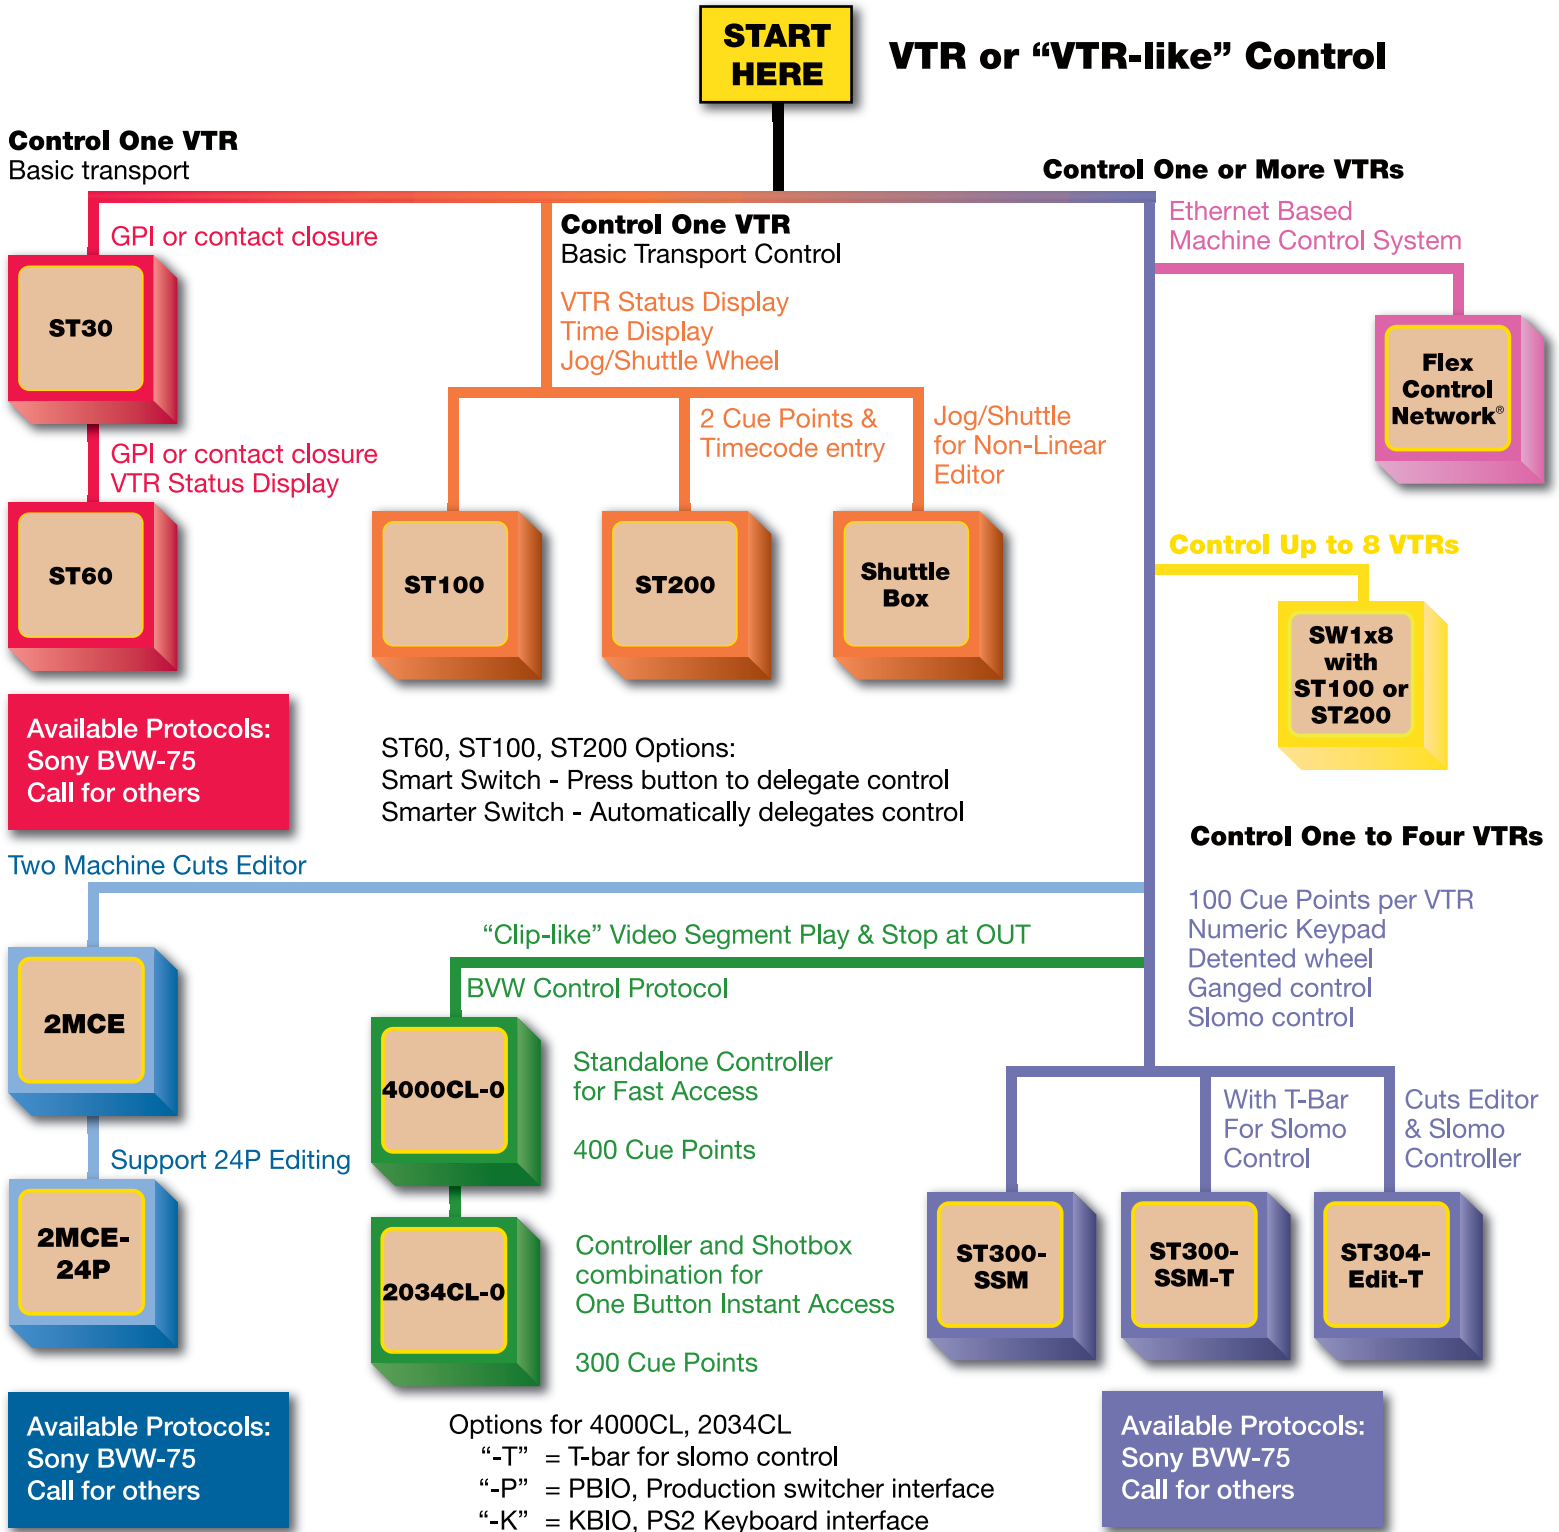 START
HERE
VTR or “VTR-like” Control
Control One VTR
Basic transport
GPI or contact closure
ST30
GPI or contact closure
VTR Status Display
ST60
Available Protocols:
Sony BVW-75
Call for others
Control One VTR
Basic Transport Control
VTR Status Display
Time Display
Jog/Shuttle Wheel
2 Cue Points &
Timecode entry
Jog/Shuttle
for Non-Linear
Editor
ST100
ST200
Shuttle
Box
ST60, ST100, ST200 Options:
Smart Switch - Press button to delegate control
Smarter Switch - Automatically delegates control
Control One or More VTRs
Ethernet Based
Machine Control System
Flex
Control
Network®
Control Up to 8 VTRs
SW1x8
with
ST100 or
ST200
Two Machine Cuts Editor
2MCE
Support 24P Editing
2MCE-
24P
Available Protocols:
Sony BVW-75
Call for others
“Clip-like” Video Segment Play & Stop at OUT
BVW Control Protocol
4000CL-0
Standalone Controller
for Fast Access
400 Cue Points
2034CL-0
Controller and Shotbox
combination for
One Button Instant Access
300 Cue Points
Options for 4000CL, 2034CL
“-T” = T-bar for slomo control
“-P” = PBIO, Production switcher interface
“-K” = KBIO, PS2 Keyboard interface
Control One to Four VTRs
100 Cue Points per VTR
Numeric Keypad
Detented wheel
Ganged control
Slomo control
With T-Bar
For Slomo
Control
Cuts Editor
& Slomo
Controller
ST300-
SSM
ST300-
SSM-T
ST304-
Edit-T
Available Protocols:
Sony BVW-75
Call for others